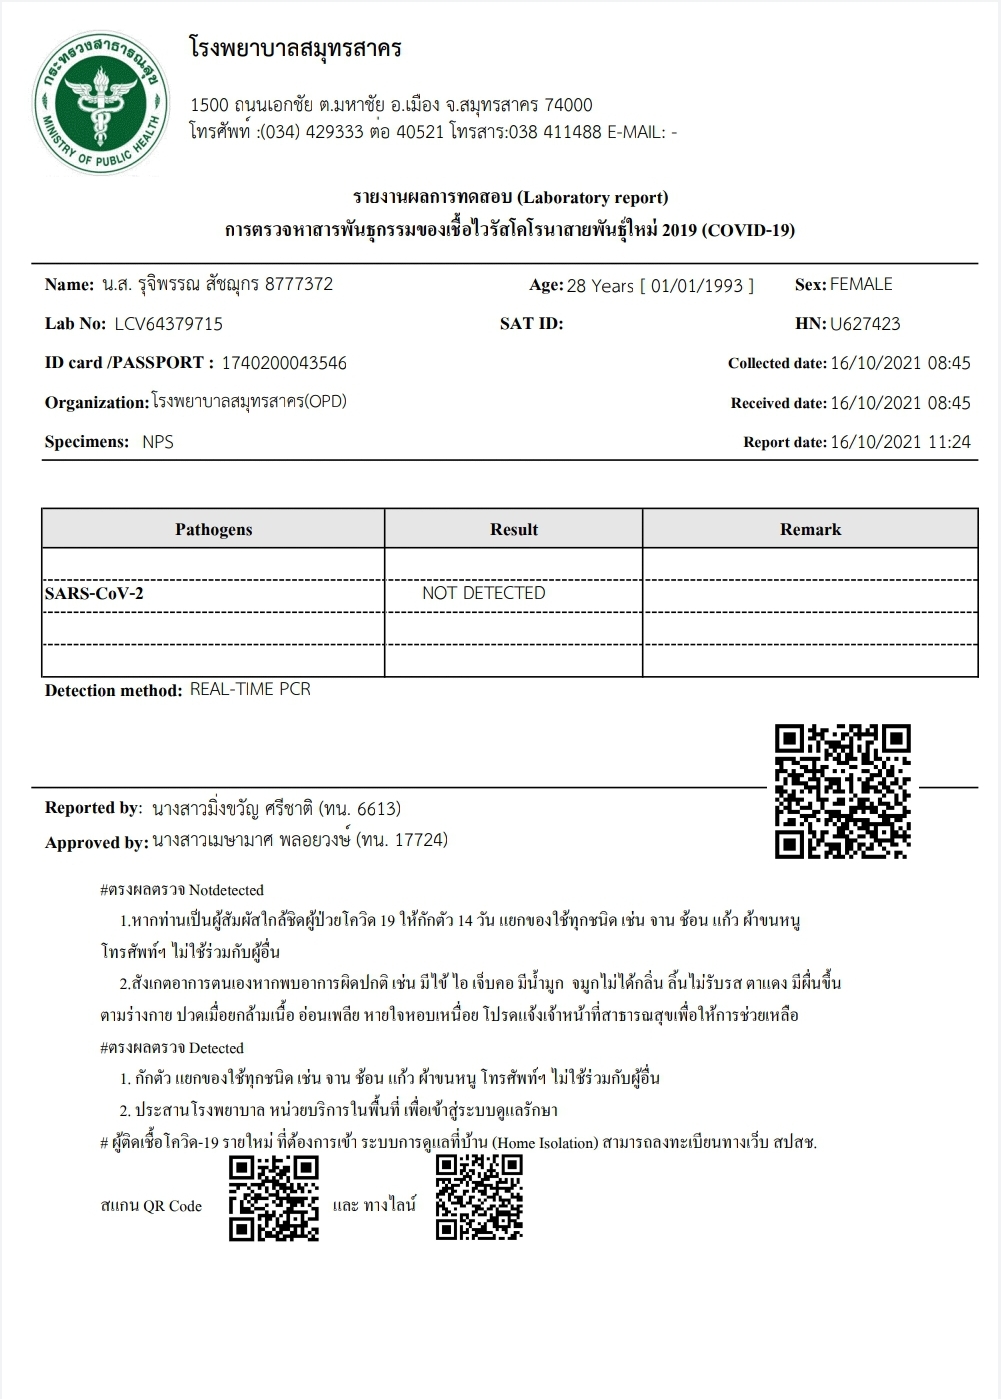 กระทรวงสาธารณสุข
MINISTRY OF PUBLIC HEALTH
โรงพยาบาลสมุทรสาคร
1500 ถนนเอกชัย ต.มหาชัย อ.เมือง จ.สมุทรสาคร 74000
โทรศัพท์ :(034) 429333 ต่อ 40521 โทรสาร:038 411488 E-MAIL: -
รายงานผลการทดสอบ (Laboratory report)
การตรวจหาสารพันธุกรรมของเชื้อไวรัสโคโรนาสายพันธุ์ใหม่ 2019 (COVID-19)
Name: น.ส. รุจิพรรณ สัชฌุกร 8777372 Age: 28 Years [ 01/01/1993 ] Sex: FEMALE
Lab No: LCV64379715 SAT ID: HN: U627423
ID card /PASSPORT : 1740200043546 Collected date: 16/10/2021 08:45
Organization: โรงพยาบาลสมุทรสาคร(OPD) Received date: 16/10/2021 08:45
Specimens: NPS Report date: 16/10/2021 11:24
Pathogens Result Remark
SARS-CoV-2 NOT DETECTED
Detection method: REAL-TIME PCR
Reported by: นางสาวมิ่งขวัญ ศรีชาติ (ทน. 6613)
Approved by: นางสาวเมษามาศ พลอยวงษ์ (ทน. 17724)
#ตรงผลตรวจ Notdetected
1.หากท่านเป็นผู้สัมผัสใกล้ชิดผู้ป่วยโควิด 19 ให้กักตัว 14 วัน แยกของใช้ทุกชนิด เช่น จาน ช้อน แก้ว ผ้าขนหนู
โทรศัพท์ฯ ไม่ใช้ร่วมกับผู้อื่น
2.สังเกตอาการตนเองหากพบอาการผิดปกติ เช่น มีไข้ ไอ เจ็บคอ มีน้ำมูก จมูกไม่ได้กลิ่น ลิ้นไม่รับรส ตาแดง มีผื่นขึ้น
ตามร่างกาย ปวดเมื่อยกล้ามเนื้อ อ่อนเพลีย หายใจหอบเหนื่อย โปรดแจ้งเจ้าหน้าที่สาธารณสุขเพื่อให้การช่วยเหลือ
#ตรงผลตรวจ Detected
1. กักตัว แยกของใช้ทุกชนิด เช่น จาน ช้อน แก้ว ผ้าขนหนู โทรศัพท์ฯ ไม่ใช้ร่วมกับผู้อื่น
2. ประสานโรงพยาบาล หน่วยบริการในพื้นที่ เพื่อเข้าสู่ระบบดูแลรักษา
# ผู้ติดเชื้อโควิด-19 รายใหม่ ที่ต้องการเข้า ระบบการดูแลที่บ้าน (Home Isolation) สามารถลงทะเบียนทางเว็บ สปสช.
สแกน QR Code และ ทางไลน์